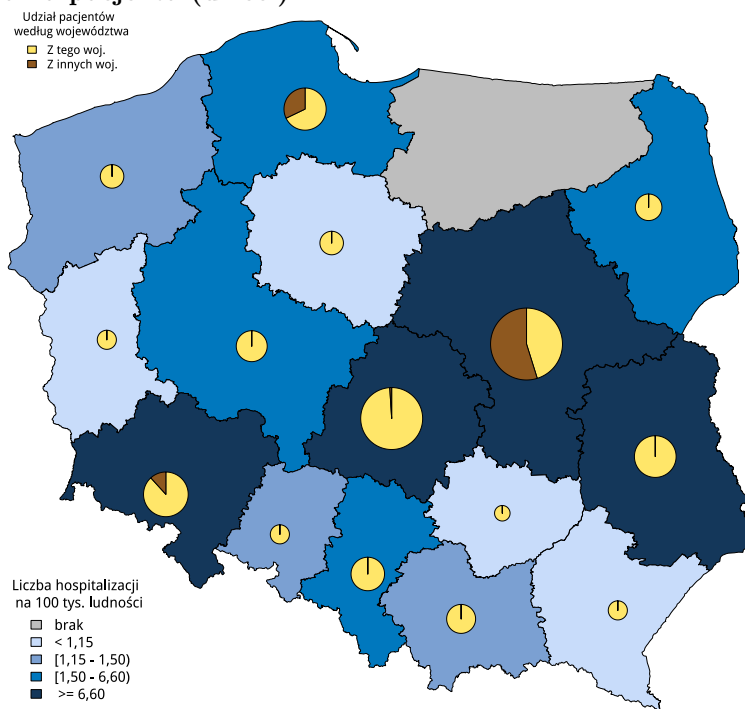 Udział pacjentów
według województwa
Z tego woj.
Z innych woj.
Liczba hospitalizacji
na 100 tys. ludności
brak
< 1,15
[1,15 - 1,50)
[1,50 - 6,60)
>= 6,60